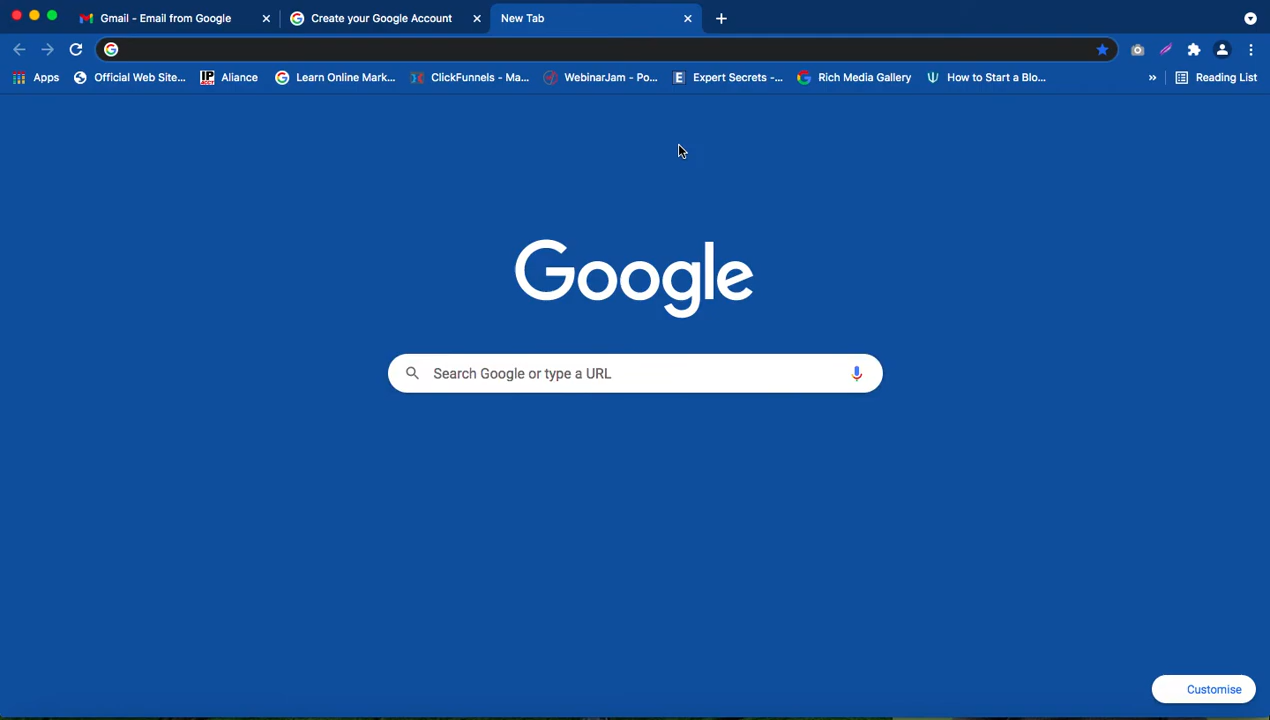 Gmail - Email from Google
Create your Google Account
New Tab
Apps
Official Web Site...
IP
Aliance
Learn Online Mark...
ClickFunnels - Ma...
WebinarJam - Po...
E
Expert Secrets -...
Rich Media Gallery
How to Start a Blo...
»
Reading List
Google
Search Google or type a URL
Customise